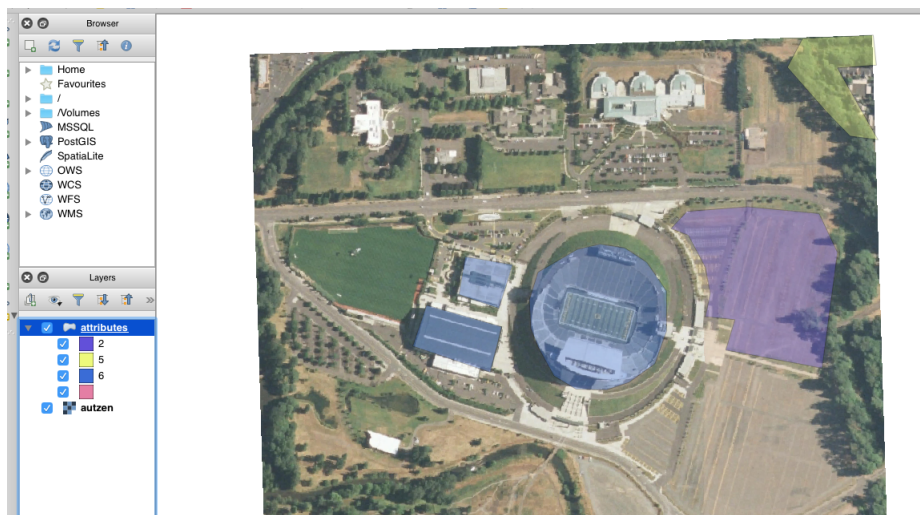 Browser
Home
Favourites
/
/Volumes
MSSQL
PostGIS
SpatiaLite
OWS
WCS
WFS
WMS
Layers
attributes
2
5
6
autzen